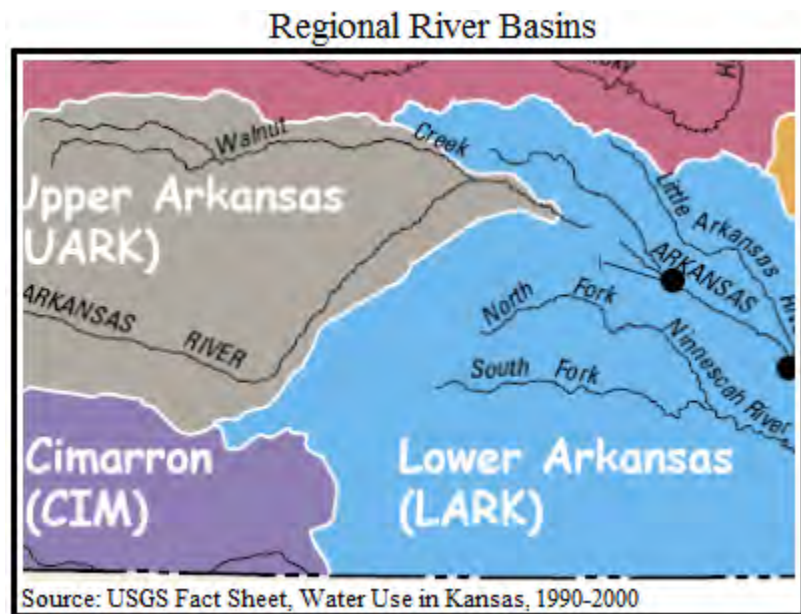 Regional River Basins
Walnut Creek
Upper Arkansas
(UARK)
Little Arkansas
ARKANSAS
North Fork
Ninnescah River
South Fork
ARKANSAS RIVER
Cimarron
(CIM)
Lower Arkansas
(LARK)
Source: USGS Fact Sheet, Water Use in Kansas, 1990-2000